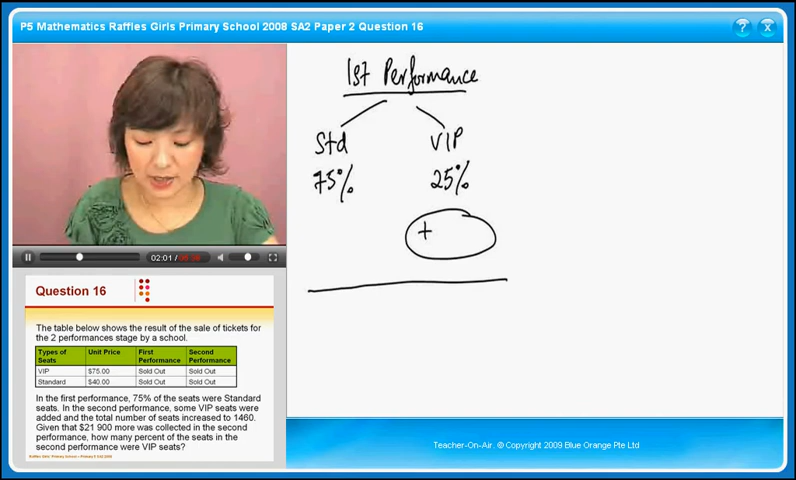 P5 Mathematics Raffles Girls Primary School 2008 SA2 Paper 2 Question 16
? X
1st Performance
Std VIP
75% 25%
+
02:01 /
Question 16
The table below shows the result of the sale of tickets for
the 2 performances stage by a school.
Types of Seats Unit Price First Performance Second Performance
VIP $75.00 Sold Out Sold Out
Standard $40.00 Sold Out Sold Out
In the first performance, 75% of the seats were Standard
seats. In the second performance, some VIP seats were
added and the total number of seats increased to 1460.
Given that $21 900 more was collected in the second
performance, how many percent of the seats in the
second performance were VIP seats?
Teacher-On-Air. © Copyright 2009 Blue Orange Pte Ltd